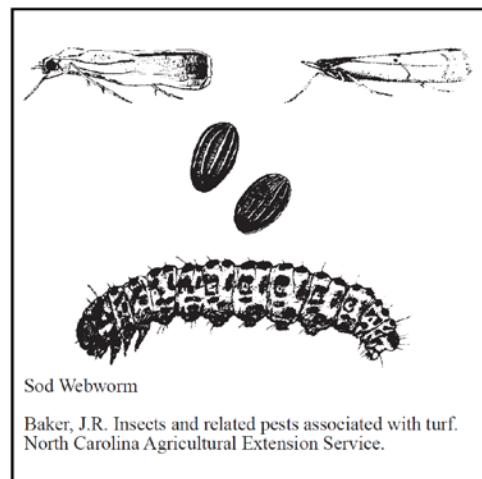 Sod Webworm
Baker, J.R. Insects and related pests associated with turf.
North Carolina Agricultural Extension Service.